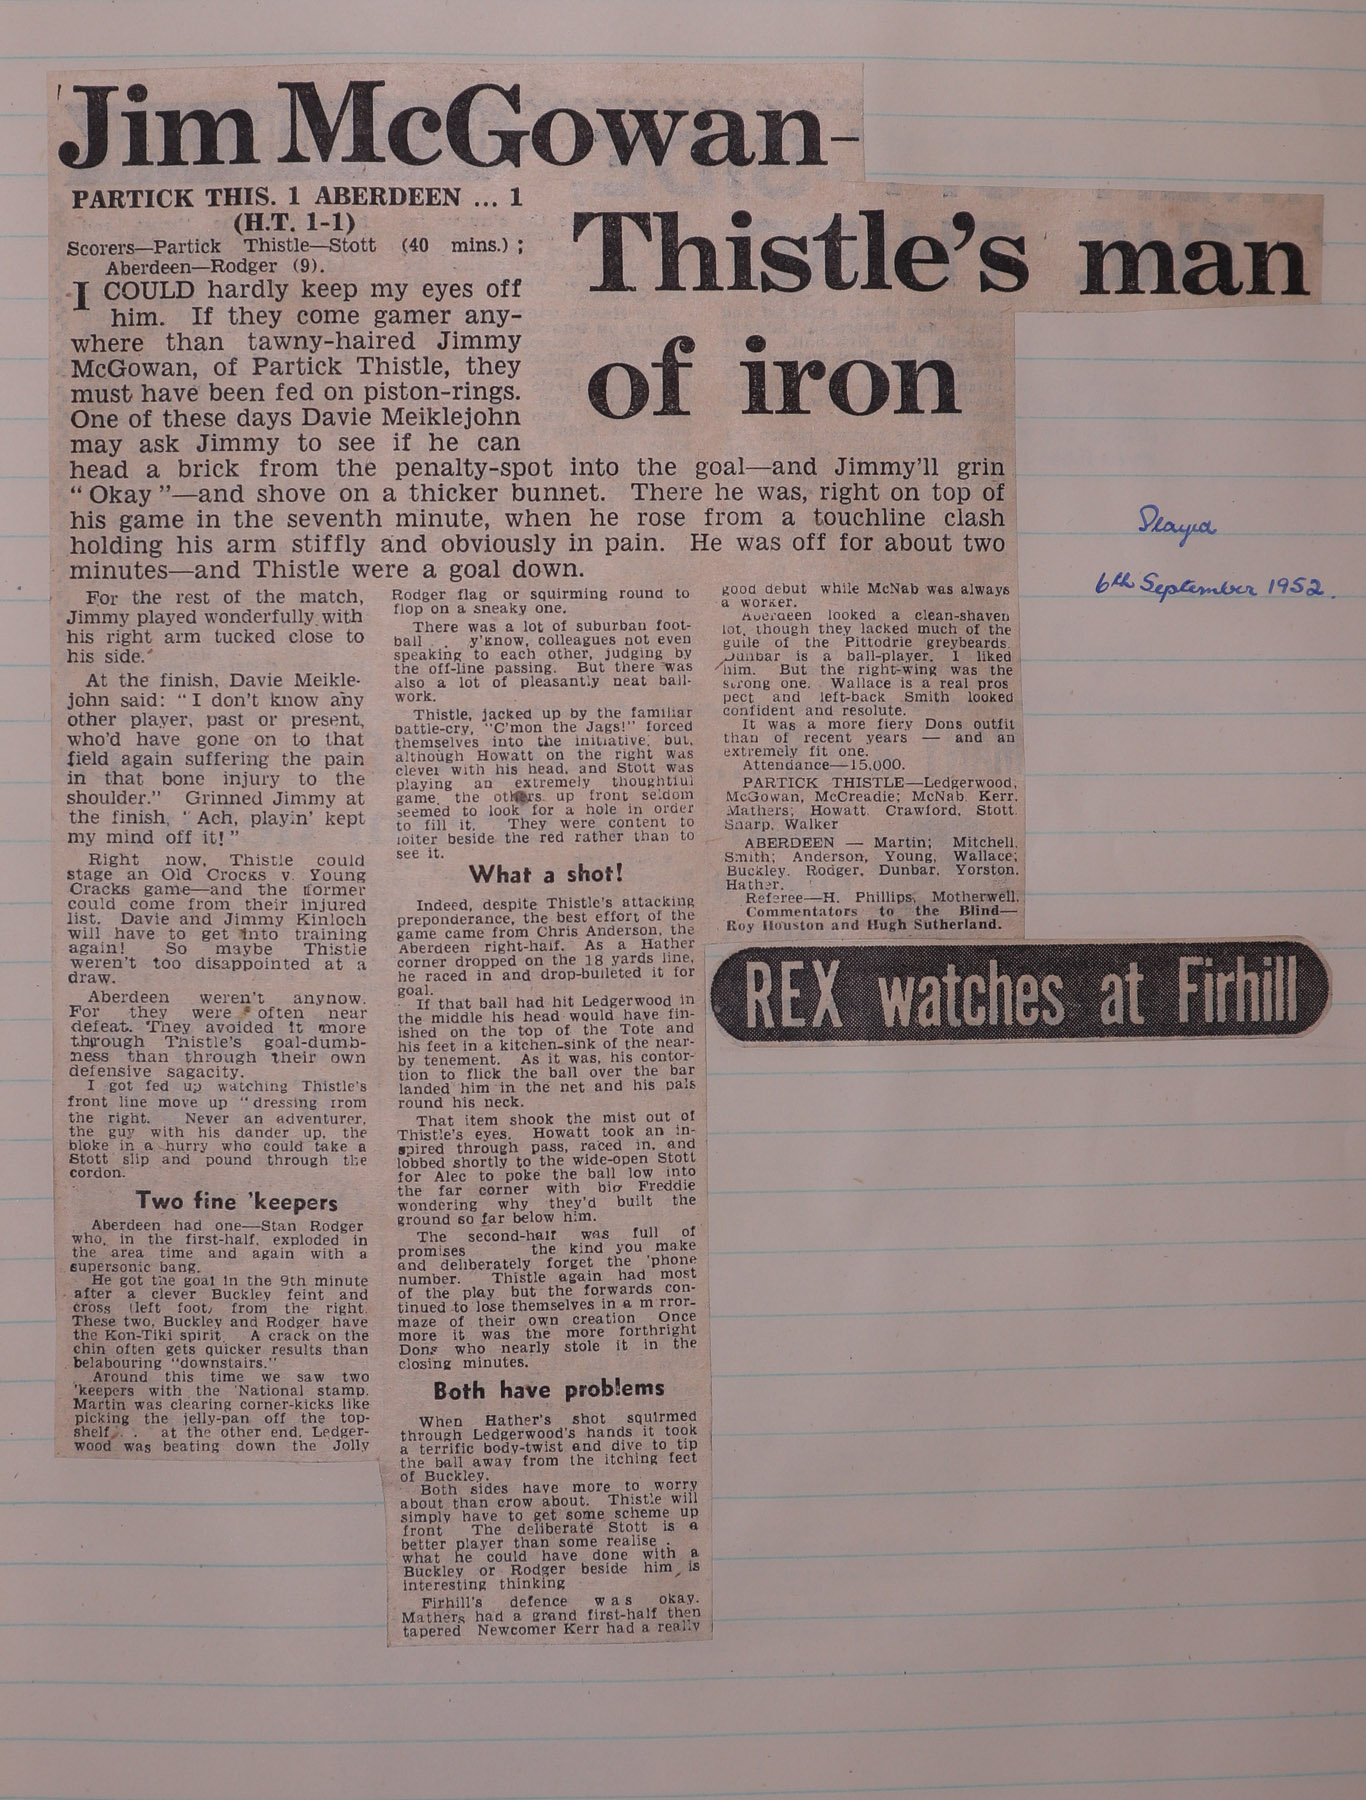 Jim McGowan-
Thistle's man
of iron
PARTICK THIS. 1 ABERDEEN ... 1
(H.T. 1-1)
Scorers—Partick Thistle—Stott (40 mins.) ;
Aberdeen—Rodger (9).
I COULD hardly keep my eyes off
him. If they come gamer any-
where than tawny-haired Jimmy
McGowan, of Partick Thistle, they
must have been fed on piston-rings.
One of these days Davie Meiklejohn
may ask Jimmy to see if he can
head a brick from the penalty-spot into the goal—and Jimmy'll grin
"Okay"—and shove on a thicker bunnet. There he was, right on top of
his game in the seventh minute, when he rose from a touchline clash
holding his arm stiffly and obviously in pain. He was off for about two
minutes—and Thistle were a goal down.
For the rest of the match,
Jimmy played wonderfully with
his right arm tucked close to
his side.
At the finish, Davie Meikle-
john said: "I don't know any
other player, past or present,
who'd have gone on to that
field again suffering the pain
in that bone injury to the
shoulder." Grinned Jimmy at
the finish, "Ach, playin' kept
my mind off it!"
Right now, Thistle could
stage an Old Crocks v. Young
Cracks game—and the former
could come from their injured
list. Davie and Jimmy Kinloch
will have to get into training
again! So maybe Thistle
weren't too disappointed at a
draw.
Aberdeen weren't anynow.
For they were often near
defeat. They avoided it more
through Thistle's goal-dumb-
ness than through their own
defensive sagacity.
I got fed up watching Thistle's
front line move up "dressing from
the right. Never an adventurer,
the guy with his dander up, the
bloke in a hurry who could take a
Stott slip and pound through the
cordon.
Two fine 'keepers
Aberdeen had one—Stan Rodger
who, in the first-half, exploded in
the area time and again with a
supersonic bang.
He got the goal in the 9th minute
after a clever Buckley feint and
cross (left foot) from the right.
These two, Buckley and Rodger have
the Kon-Tiki spirit. A crack on the
chin often gets quicker results than
belabouring "downstairs."
Around this time we saw two
'keepers with the National stamp.
Martin was clearing corner-kicks like
picking the jelly-pan off the top-
shelf . . at the other end, Ledger-
wood was beating down the Jolly
Rodger flag or squirming round to
flop on a sneaky one.
There was a lot of suburban foot-
ball . . y'know, colleagues not even
speaking to each other, judging by
the off-line passing. But there was
also a lot of pleasantly neat ball-
work.
Thistle, jacked up by the familiar
battle-cry, "C'mon the Jags!" forced
themselves into the initiative, but,
although Howatt on the right was
clever with his head, and Stott was
playing an extremely thoughtful
game, the others up front seldom
seemed to look for a hole in order
to fill it. They were content to
loiter beside the red rather than to
see it.
What a shot!
Indeed, despite Thistle's attacking
preponderance, the best effort of the
game came from Chris Anderson, the
Aberdeen right-half. As a Hather
corner dropped on the 18 yards line,
he raced in and drop-bulleted it for
goal.
If that ball had hit Ledgerwood in
the middle his head would have fin-
ished on the top of the Tote and
his feet in a kitchen-sink of the near-
by tenement. As it was, his contor-
tion to flick the ball over the bar
landed him in the net and his pals
round his neck.
That item shook the mist out of
Thistle's eyes. Howatt took an in-
spired through pass, raced in, and
lobbed shortly to the wide-open Stott
for Alec to poke the ball low into
the far corner with big Freddie
wondering why they'd built the
ground so far below him.
The second-half was full of
promises the kind you make
and deliberately forget the 'phone
number. Thistle again had most
of the play but the forwards con-
tinued to lose themselves in a mirror-
maze of their own creation Once
more it was the more forthright
Dons who nearly stole it in the
closing minutes.
Both have problems
When Hather's shot squirmed
through Ledgerwood's hands it took
a terrific body-twist and dive to tip
the ball away from the itching feet
of Buckley.
Both sides have more to worry
about than crow about. Thistle will
simply have to get some scheme up
front The deliberate Stott is a
better player than some realise .
what he could have done with a
Buckley or Rodger beside him is
interesting thinking
Firhill's defence was okay.
Mathers had a grand first-half then
tapered Newcomer Kerr had a really
good debut while McNab was always
a worker.
Aberdeen looked a clean-shaven
lot, though they lacked much of the
guile of the Pittodrie greybeards.
Dunbar is a ball-player. I liked
him. But the right-wing was the
strong one. Wallace is a real pros
pect and left-back Smith looked
confident and resolute.
It was a more fiery Dons outfit
than of recent years — and an
extremely fit one.
Attendance—15,000.
PARTICK THISTLE—Ledgerwood,
McGowan, McCreadie; McNab, Kerr,
Mathers; Howatt, Crawford, Stott,
Sharp, Walker
ABERDEEN — Martin; Mitchell,
Smith; Anderson, Young, Wallace;
Buckley, Rodger, Dunbar, Yorston,
Hather.
Referee—H. Phillips, Motherwell.
Commentators to the Blind—
Roy Houston and Hugh Sutherland.
REX watches at Firhill
Played
6th September 1952.